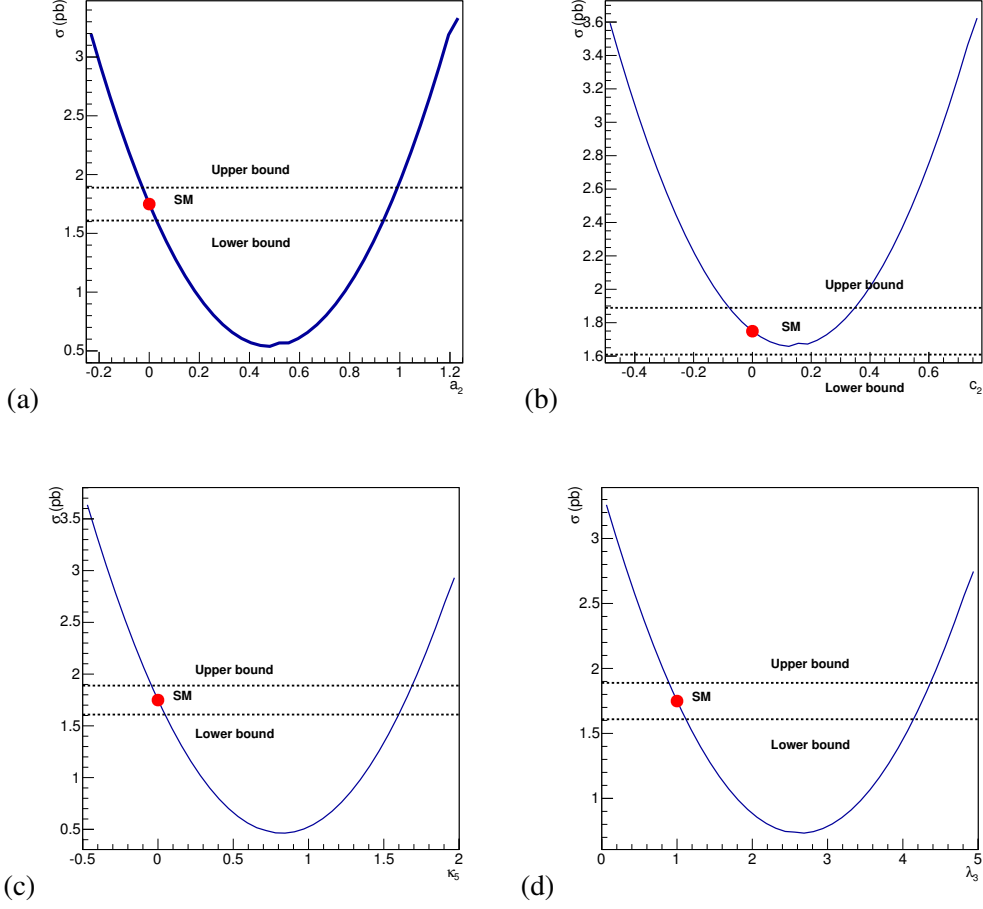 σ (pb)
3
2.5
2
1.5
1
0.5
Upper bound
SM
Lower bound
-0.2 0 0.2 0.4 0.6 0.8 1 1.2
a₂
(a)
σ (pb)
3.6
3.4
3.2
3
2.8
2.6
2.4
2.2
2
1.8
1.6
Upper bound
SM
Lower bound
-0.4 -0.2 0 0.2 0.4 0.6
c₂
(b)
σ (pb)
3.5
3
2.5
2
1.5
1
0.5
Upper bound
SM
Lower bound
-0.5 0 0.5 1 1.5 2
κ₅
(c)
σ (pb)
3
2.5
2
1.5
1
Upper bound
SM
Lower bound
0 1 2 3 4 5
λ₃
(d)